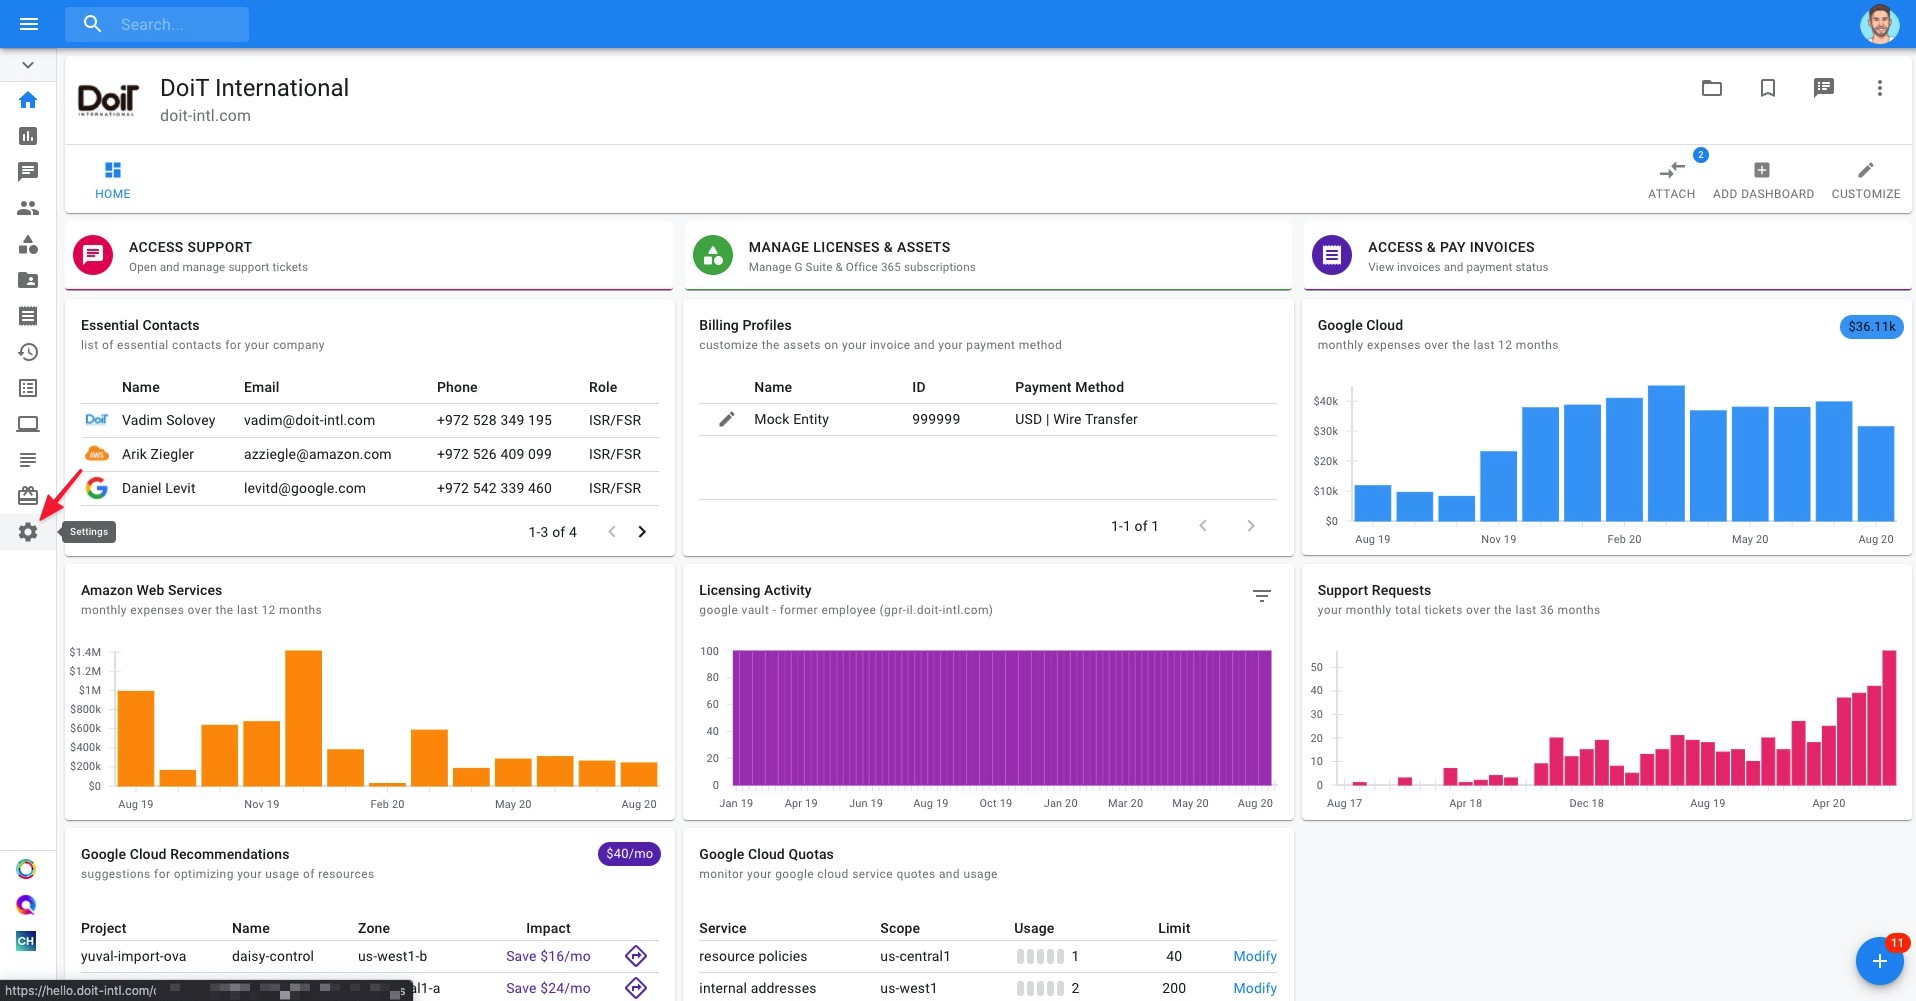 Search...
DoiT
INTERNATIONAL
DoiT International
doit-intl.com
HOME
2
ATTACH
ADD DASHBOARD
CUSTOMIZE
ACCESS SUPPORT
Open and manage support tickets
MANAGE LICENSES & ASSETS
Manage G Suite & Office 365 subscriptions
ACCESS & PAY INVOICES
View invoices and payment status
Essential Contacts
list of essential contacts for your company
Name Email Phone Role
DoiT Vadim Solovey vadim@doit-intl.com +972 528 349 195 ISR/FSR
AWS Arik Ziegler azziegle@amazon.com +972 526 409 099 ISR/FSR
G Daniel Levit levitd@google.com +972 542 339 460 ISR/FSR
1-3 of 4
Settings
Billing Profiles
customize the assets on your invoice and your payment method
Name ID Payment Method
Mock Entity 999999 USD | Wire Transfer
1-1 of 1
Google Cloud
$36.11k
monthly expenses over the last 12 months
$40k
$30k
$20k
$10k
$0
Aug 19 Nov 19 Feb 20 May 20 Aug 20
Amazon Web Services
monthly expenses over the last 12 months
$1.4M
$1.2M
$1M
$800k
$600k
$400k
$200k
$0
Aug 19 Nov 19 Feb 20 May 20 Aug 20
Licensing Activity
google vault - former employee (gpr-il.doit-intl.com)
100
80
60
40
20
0
Jan 19 Apr 19 Jun 19 Aug 19 Oct 19 Jan 20 Mar 20 May 20 Aug 20
Support Requests
your monthly total tickets over the last 36 months
50
40
30
20
10
0
Aug 17 Apr 18 Dec 18 Aug 19 Apr 20
Google Cloud Recommendations
$40/mo
suggestions for optimizing your usage of resources
Project Name Zone Impact
yuval-import-ova daisy-control us-west1-b Save $16/mo
al1-a Save $24/mo
Google Cloud Quotas
monitor your google cloud service quotes and usage
Service Scope Usage Limit
resource policies us-central1 1 40 Modify
internal addresses us-west1 2 200 Modify
CH
11
https://hello.doit-intl.com/